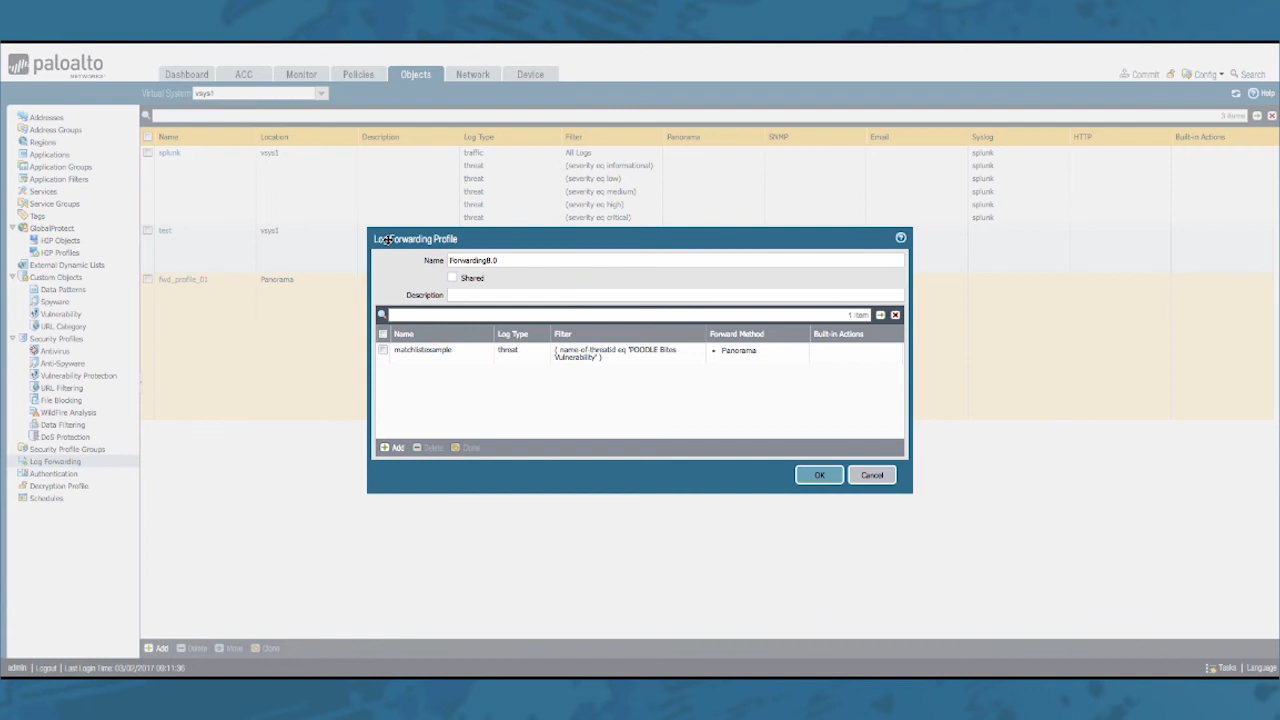 paloalto
NETWORKS
Dashboard ACC Monitor Policies Objects Network Device
Commit Config Search
Virtual System vsys1
Help
3 items
Addresses
Address Groups
Regions
Applications
Application Groups
Application Filters
Services
Service Groups
Tags
GlobalProtect
HIP Objects
HIP Profiles
External Dynamic Lists
Custom Objects
Data Patterns
Spyware
Vulnerability
URL Category
Security Profiles
Antivirus
Anti-Spyware
Vulnerability Protection
URL Filtering
File Blocking
WildFire Analysis
Data Filtering
DoS Protection
Security Profile Groups
Log Forwarding
Authentication
Decryption Profile
Schedules
Name Location Description Log Type Filter Panorama SNMP Email Syslog HTTP Built-in Actions
splunk vsys1 traffic All Logs splunk
threat (severity eq informational) splunk
threat (severity eq low) splunk
threat (severity eq medium) splunk
threat (severity eq high) splunk
threat (severity eq critical) splunk
test vsys1
fwd_profile_01 Panorama
Log Forwarding Profile
Name Forwarding8.0
Shared
Description
1 item
Name Log Type Filter Forward Method Built-in Actions
matchlistexample threat ( name-of-threatid eq 'POODLE Bites • Panorama
Vulnerability' )
Add Delete Clone
OK Cancel
Add Delete Move Clone
admin | Logout | Last Login Time: 03/02/2017 09:11:36
Tasks | Language